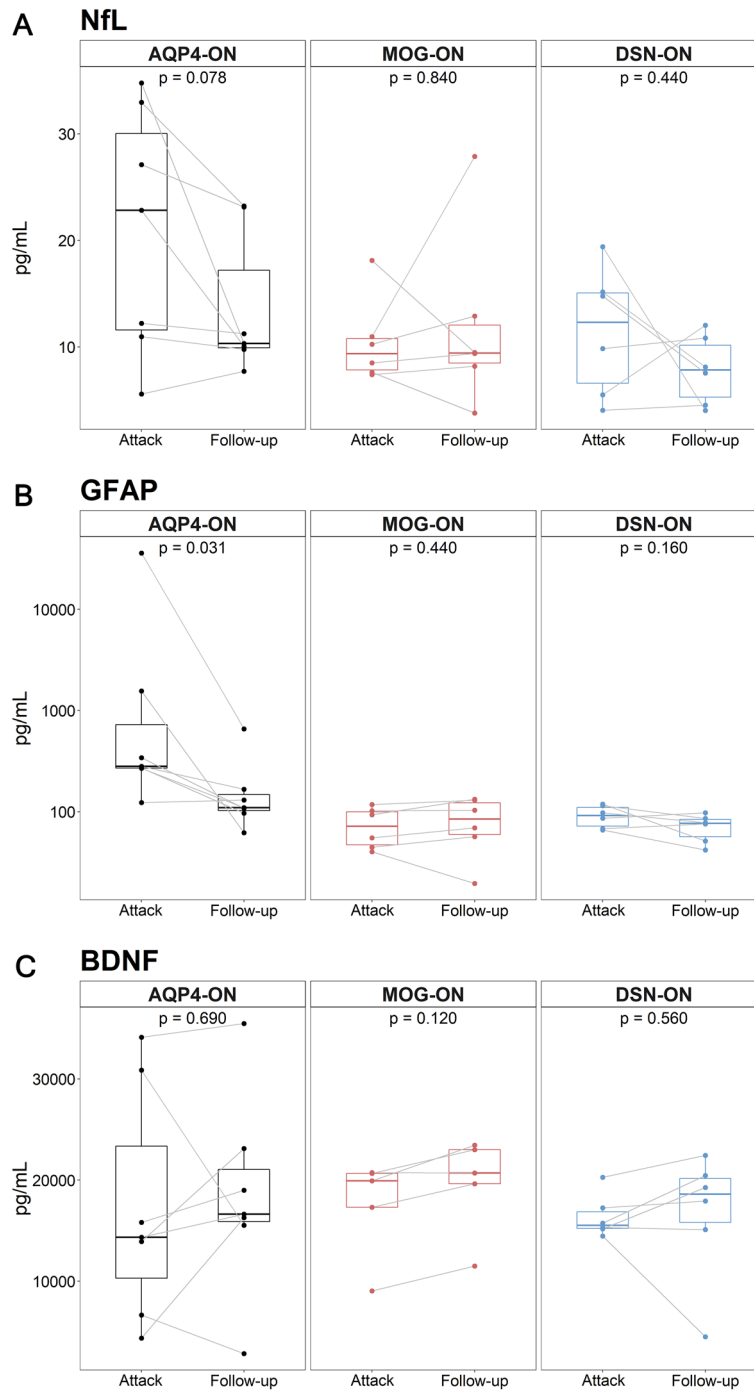 A NfL
AQP4-ON MOG-ON DSN-ON
p = 0.078 p = 0.840 p = 0.440
30
20
10
pg/mL
Attack Follow-up Attack Follow-up Attack Follow-up
B GFAP
AQP4-ON MOG-ON DSN-ON
p = 0.031 p = 0.440 p = 0.160
10000
1000
100
pg/mL
Attack Follow-up Attack Follow-up Attack Follow-up
C BDNF
AQP4-ON MOG-ON DSN-ON
p = 0.690 p = 0.120 p = 0.560
30000
20000
10000
pg/mL
Attack Follow-up Attack Follow-up Attack Follow-up